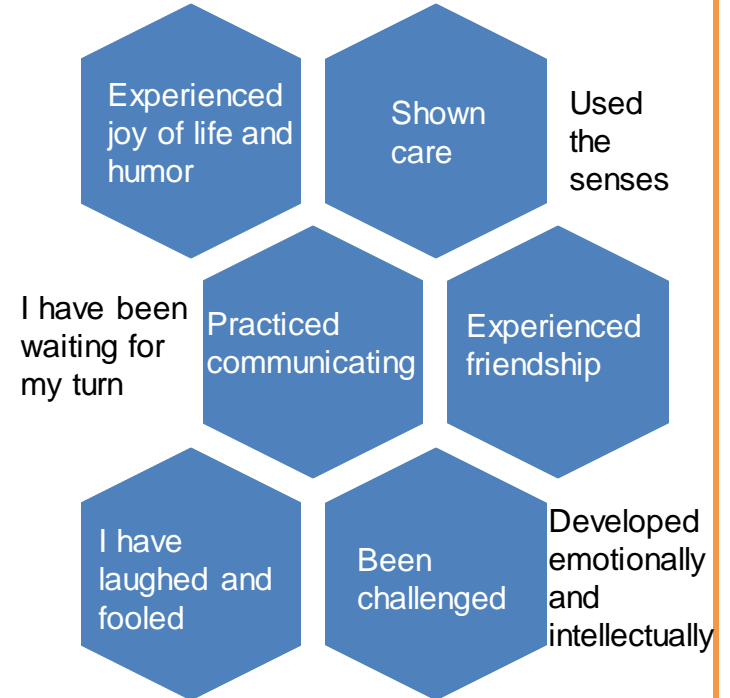 Experienced
joy of life and
humor
Shown
care
Used
the
senses
I have been
waiting for
my turn
Practiced
communicating
Experienced
friendship
I have
laughed and
fooled
Been
challenged
Developed
emotionally
and
intellectually